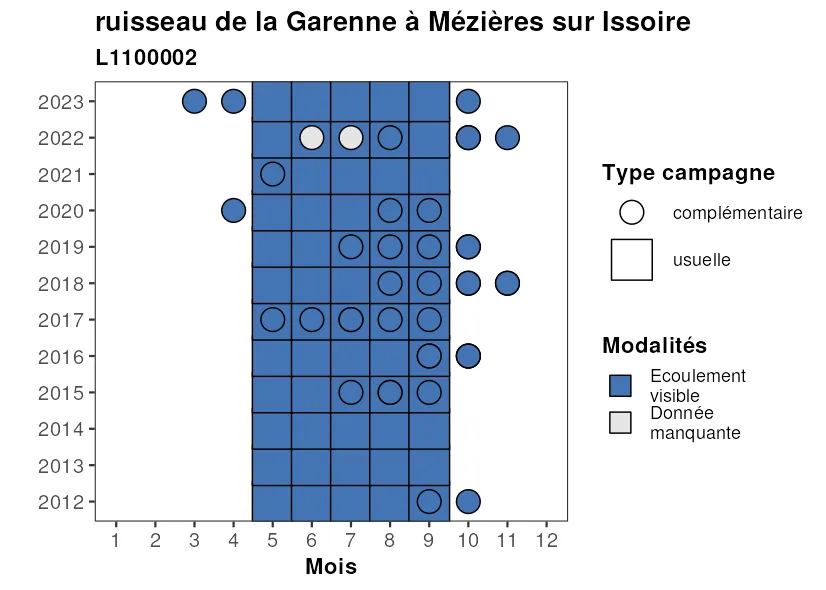 ruisseau de la Garenne à Mézières sur Issoire
L1100002
2023
2022
2021
2020
2019
2018
2017
2016
2015
2014
2013
2012
1 2 3 4 5 6 7 8 9 10 11 12
Mois
Type campagne
complémentaire
usuelle
Modalités
Ecoulement
visible
Donnée
manquante